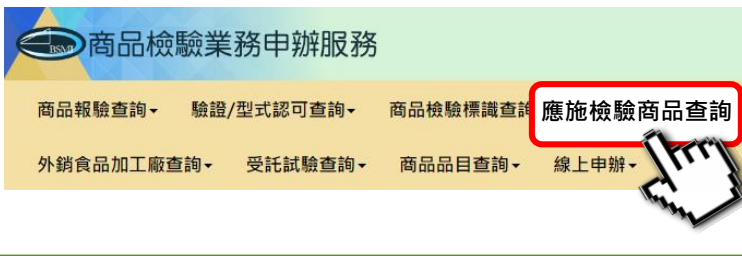 BSMI 商品檢驗業務申辦服務
商品報驗查詢 驗證/型式認可查詢 商品檢驗標識查詢 應施檢驗商品查詢
外銷食品加工廠查詢 受託試驗查詢 商品品目查詢 線上申辦